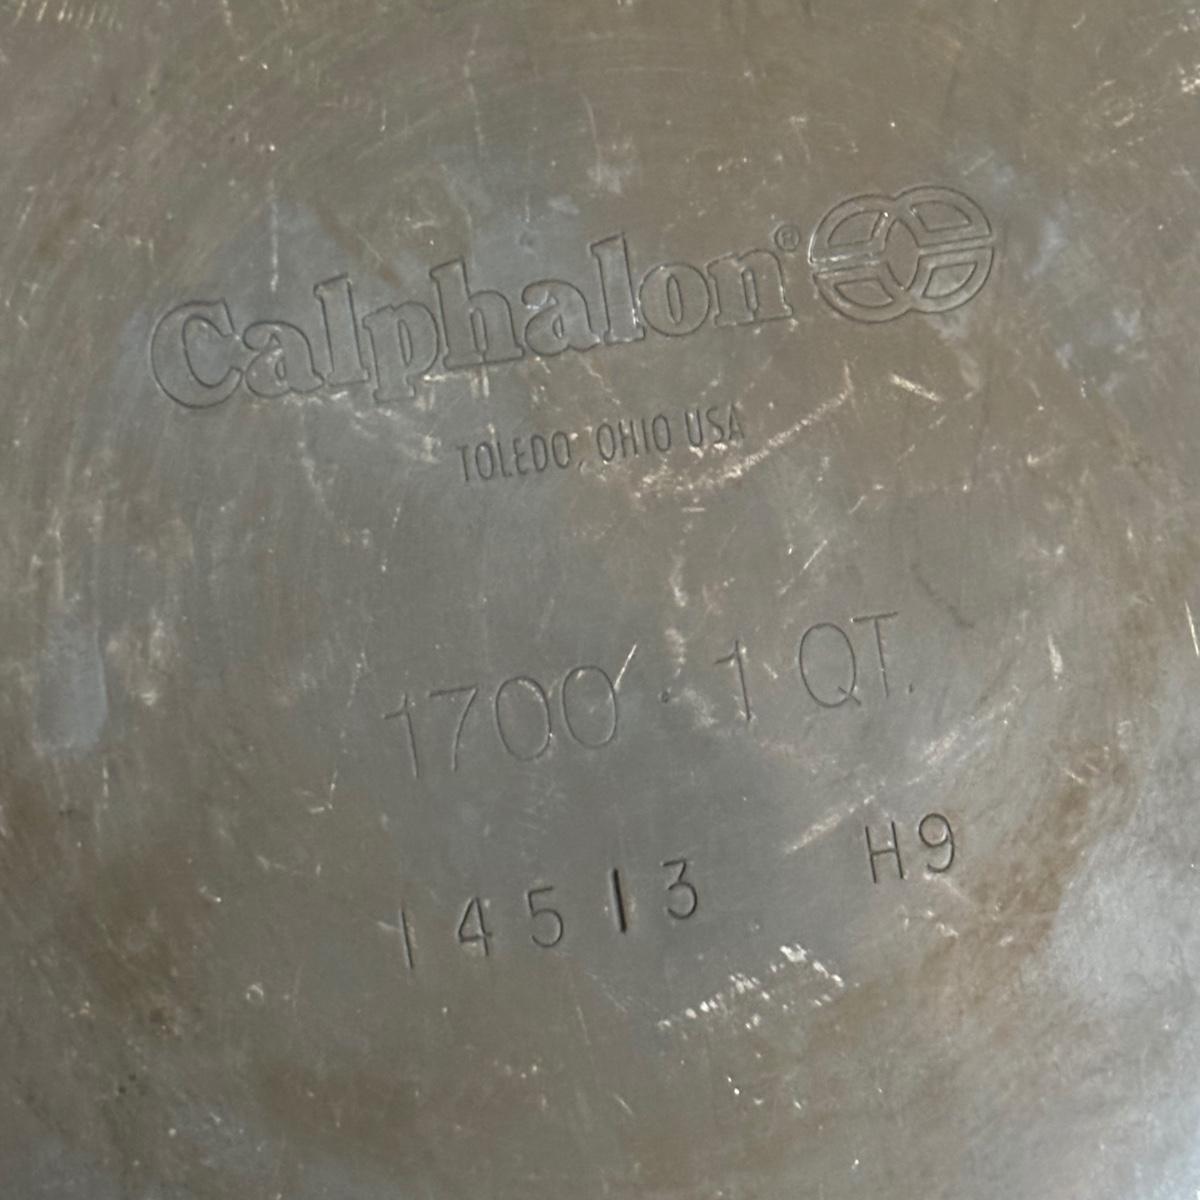 Calphalon®
TOLEDO, OHIO USA
1700 · 1 QT.
14513 H9